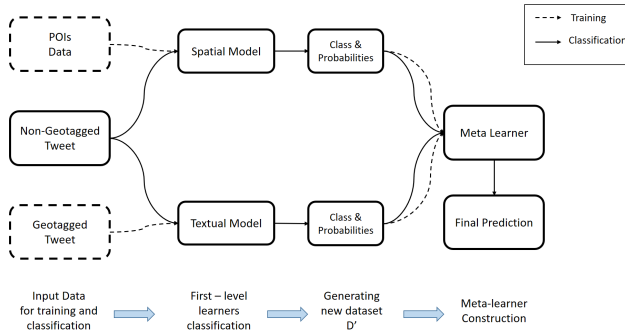 POIs
Data
Non-Geotagged
Tweet
Geotagged
Tweet
Spatial Model
Textual Model
Class &
Probabilities
Class &
Probabilities
Meta Learner
Final Prediction
Training
Classification
Input Data
for training and
classification
First – level
learners
classification
Generating
new dataset
D’
Meta-learner
Construction